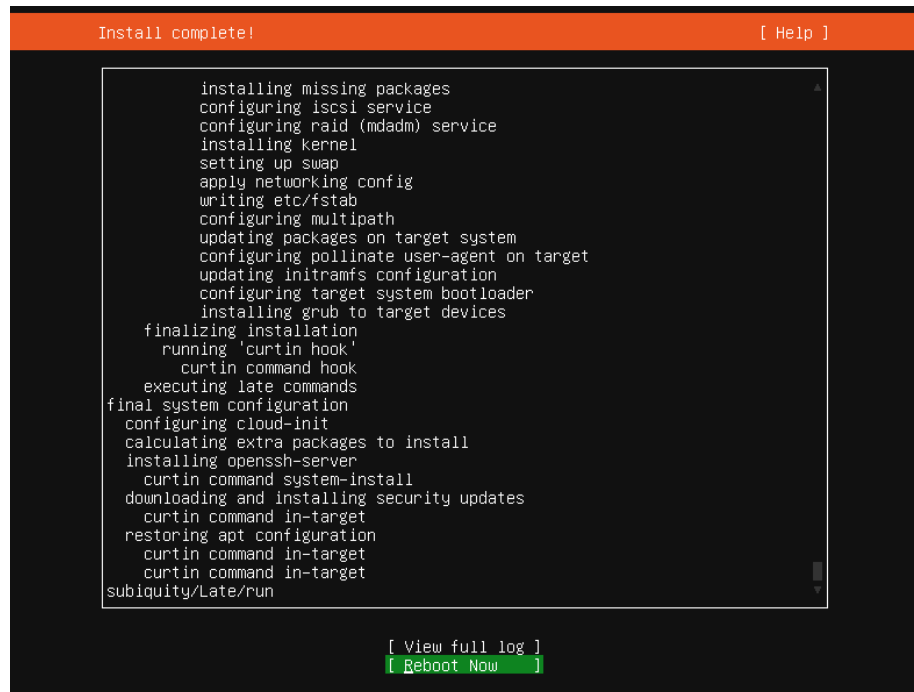 Install complete! [ Help ]
installing missing packages
configuring iscsi service
configuring raid (mdadm) service
installing kernel
setting up swap
apply networking config
writing etc/fstab
configuring multipath
updating packages on target system
configuring pollinate user-agent on target
updating initramfs configuration
configuring target system bootloader
installing grub to target devices
finalizing installation
running 'curtin hook'
curtin command hook
executing late commands
final system configuration
configuring cloud-init
calculating extra packages to install
installing openssh-server
curtin command system-install
downloading and installing security updates
curtin command in-target
restoring apt configuration
curtin command in-target
curtin command in-target
subiquity/Late/run
[ View full log ]
[ Reboot Now ]